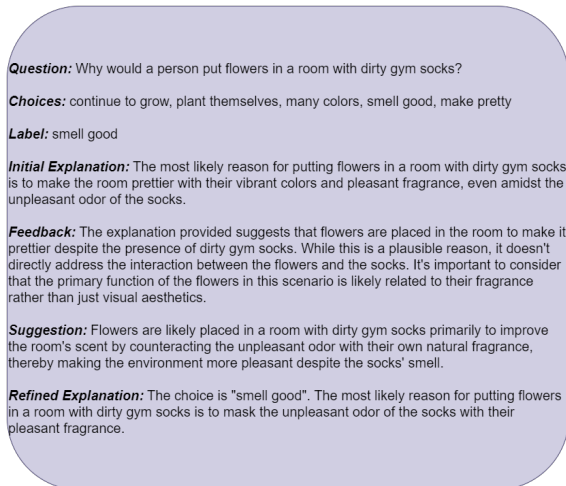 Question: Why would a person put flowers in a room with dirty gym socks?
Choices: continue to grow, plant themselves, many colors, smell good, make pretty
Label: smell good
Initial Explanation: The most likely reason for putting flowers in a room with dirty gym socks
is to make the room prettier with their vibrant colors and pleasant fragrance, even amidst the
unpleasant odor of the socks.
Feedback: The explanation provided suggests that flowers are placed in the room to make it
prettier despite the presence of dirty gym socks. While this is a plausible reason, it doesn't
directly address the interaction between the flowers and the socks. It's important to consider
that the primary function of the flowers in this scenario is likely related to their fragrance
rather than just visual aesthetics.
Suggestion: Flowers are likely placed in a room with dirty gym socks primarily to improve
the room's scent by counteracting the unpleasant odor with their own natural fragrance,
thereby making the environment more pleasant despite the socks' smell.
Refined Explanation: The choice is "smell good". The most likely reason for putting flowers
in a room with dirty gym socks is to mask the unpleasant odor of the socks with their
pleasant fragrance.